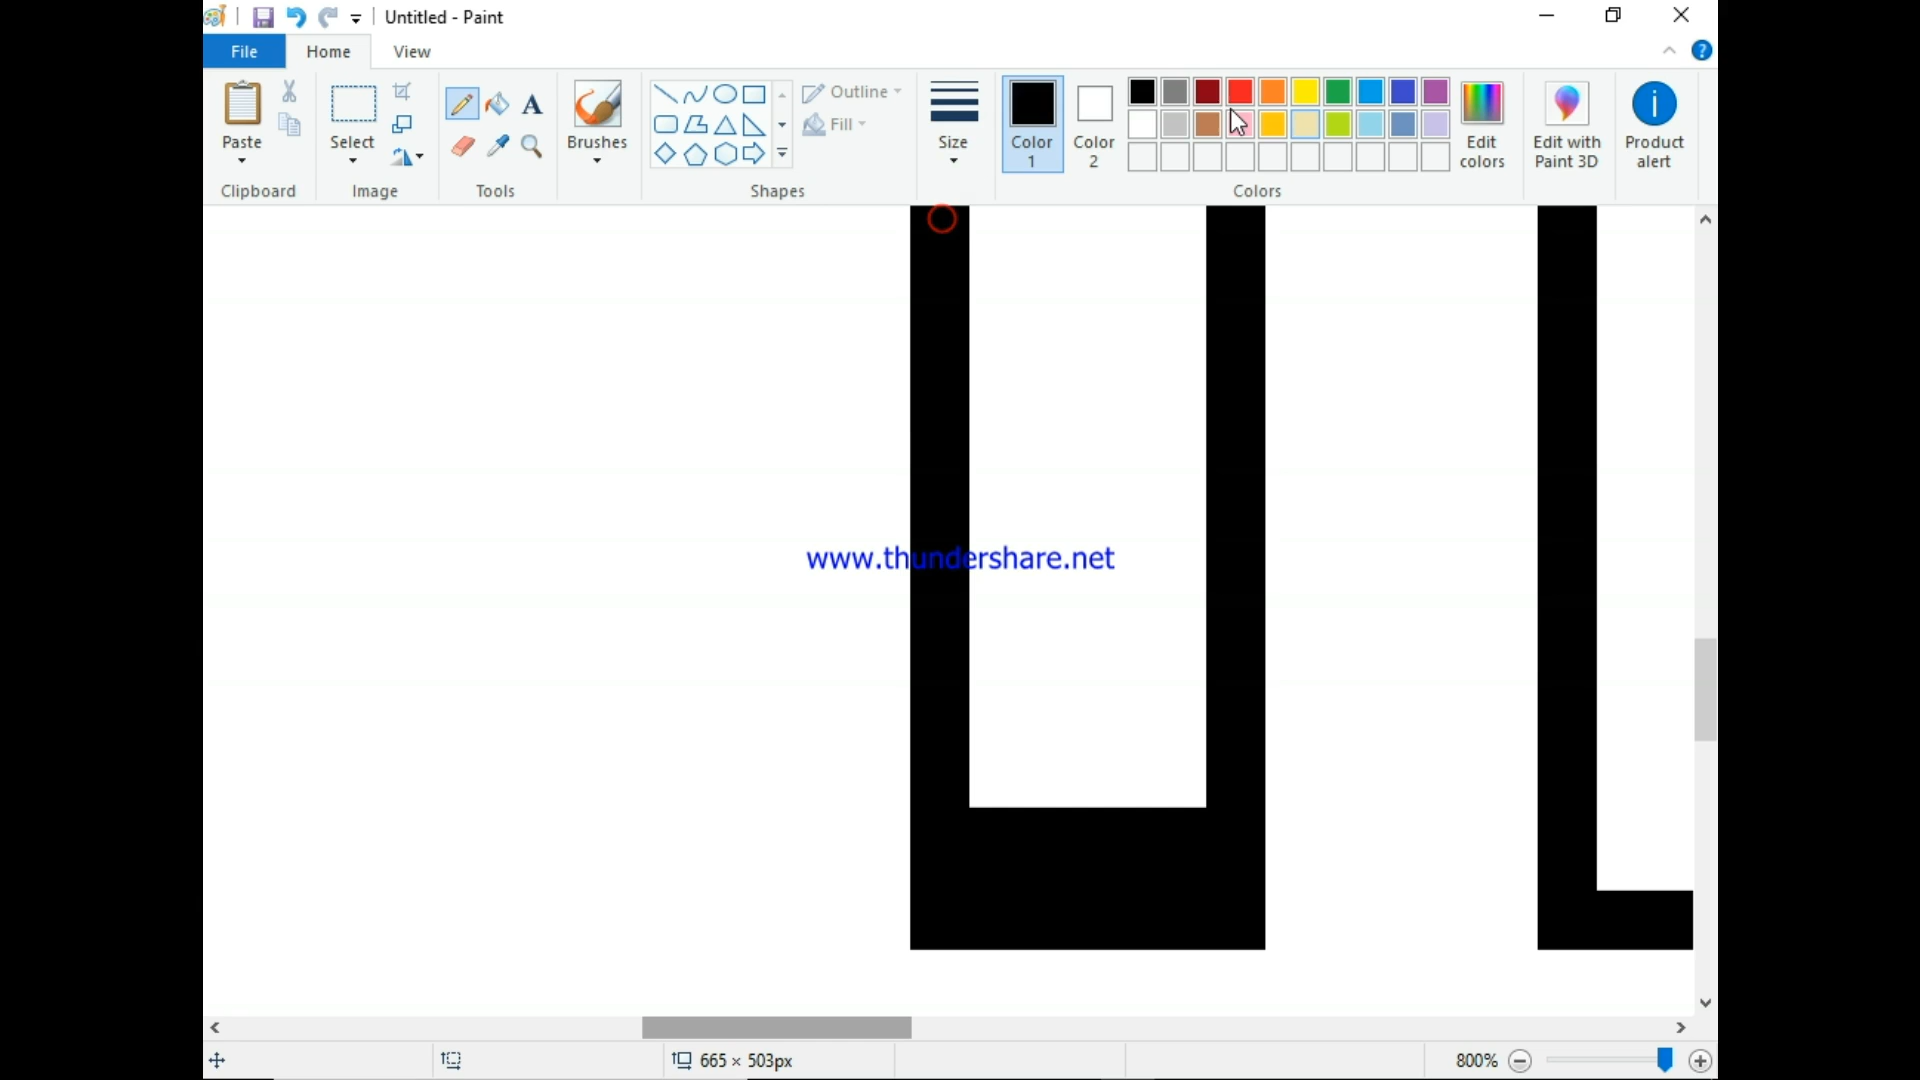 Untitled - Paint
File Home View
Outline
Fill
Paste
Select
Brushes
Size
Color 1
Color 2
Edit colors
Edit with Paint 3D
Product alert
Clipboard
Image
Tools
Shapes
Colors
www.thundershare.net
665 × 503px
800%